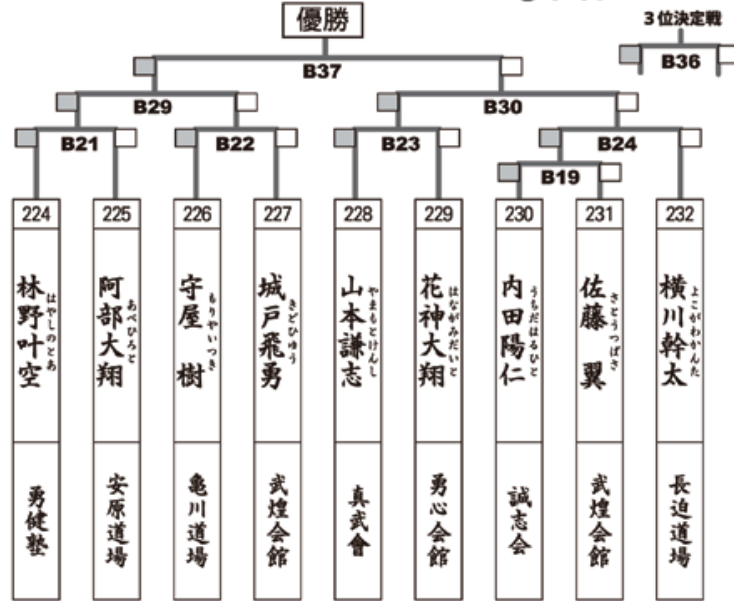 優勝
3位決定戦
B37
B36
B29
B30
B21
B22
B23
B24
B19
224
225
226
227
228
229
230
231
232
林野叶空
はやしのとあ
阿部大翔
あべひろと
守屋 樹
もりやいつき
城戸飛勇
きどひゆう
山本謙志
やまもとけんし
花神大翔
はながみだいと
内田陽仁
うちだはるひと
佐藤 翼
さとうつばさ
横川幹太
よこがわかんた
勇健塾
安原道場
亀川道場
武煌会館
真武會
勇心会館
誠志会
武煌会館
長迫道場